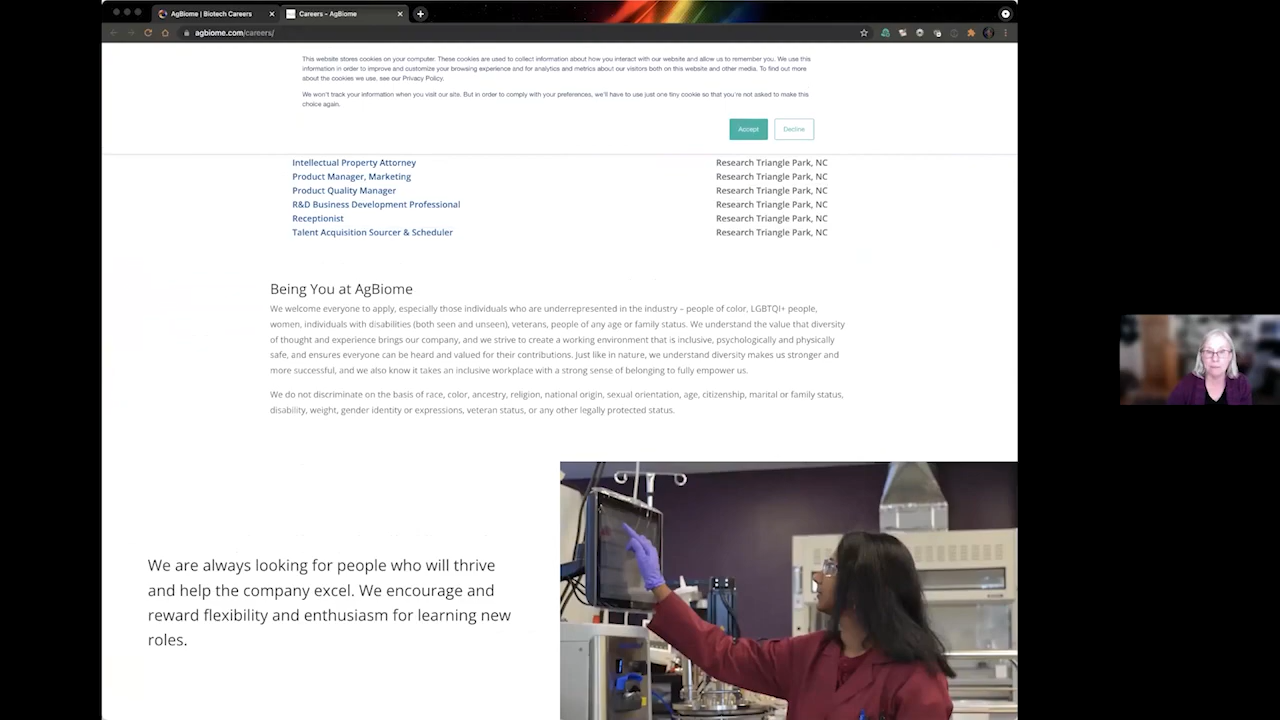 AgBiome | Biotech Careers
Careers - AgBiome
agbiome.com/careers/
This website stores cookies on your computer. These cookies are used to collect information about how you interact with our website and allow us to remember you. We use this
information in order to improve and customize your browsing experience and for analytics and metrics about our visitors both on this website and other media. To find out more
about the cookies we use, see our Privacy Policy.
We won't track your information when you visit our site. But in order to comply with your preferences, we'll have to use just one tiny cookie so that you're not asked to make this
choice again.
Accept Decline
Intellectual Property Attorney Research Triangle Park, NC
Product Manager, Marketing Research Triangle Park, NC
Product Quality Manager Research Triangle Park, NC
R&D Business Development Professional Research Triangle Park, NC
Receptionist Research Triangle Park, NC
Talent Acquisition Sourcer & Scheduler Research Triangle Park, NC
Being You at AgBiome
We welcome everyone to apply, especially those individuals who are underrepresented in the industry – people of color, LGBTQI+ people,
women, individuals with disabilities (both seen and unseen), veterans, people of any age or family status. We understand the value that diversity
of thought and experience brings our company, and we strive to create a working environment that is inclusive, psychologically and physically
safe, and ensures everyone can be heard and valued for their contributions. Just like in nature, we understand diversity makes us stronger and
more successful, and we also know it takes an inclusive workplace with a strong sense of belonging to fully empower us.
We do not discriminate on the basis of race, color, ancestry, religion, national origin, sexual orientation, age, citizenship, marital or family status,
disability, weight, gender identity or expressions, veteran status, or any other legally protected status.
We are always looking for people who will thrive
and help the company excel. We encourage and
reward flexibility and enthusiasm for learning new
roles.